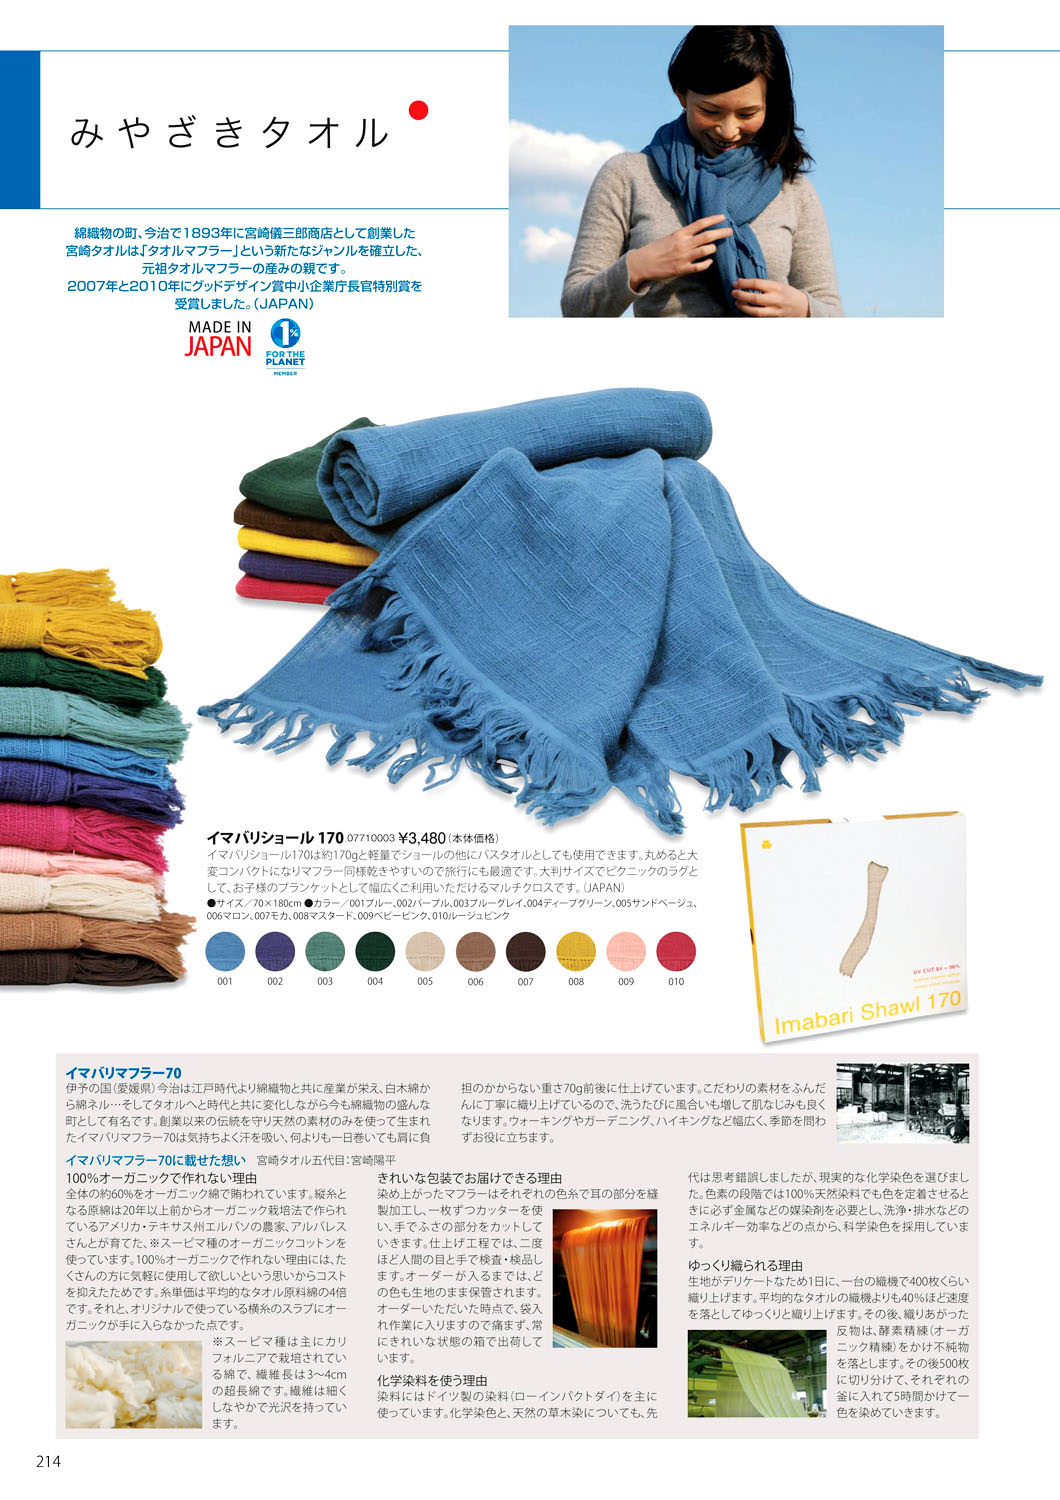 みやざきタオル
綿織物の町、今治で1893年に宮崎儀三郎商店として創業した
宮崎タオルは、「タオルマフラー」という新たなジャンルを確立した、
元祖タオルマフラーの産みの親です。
2007年と2010年にグッドデザイン賞中小企業庁長官特別賞を
受賞しました。(JAPAN)
MADE IN
JAPAN
1%
FOR THE
PLANET
MEMBER
イマバリショール 170 07710003 ¥3,480(本体価格)
イマバリショール170は約170gと軽量でショールの他にバスタオルとしても使用できます。丸めると大
変コンパクトになりマフラー同様乾きやすいので旅行にも最適です。大判サイズでピクニックのラグと
して、お子様のブランケットとして幅広くご利用いただけるマルチクロスです。(JAPAN)
●サイズ/70×180cm ●カラー/001ブルー、002パープル、003ブルーグレイ、004ディープグリーン、005サンドベージュ、
006マロン、007モカ、008マスタード、009ベビーピンク、010ルージュピンク
001 002 003 004 005 006 007 008 009 010
UV CUT 84 ~ 98%
Imabari Shawl 170
イマバリマフラー70
伊予の国(愛媛県)今治は江戸時代より綿織物と共に産業が栄え、白木綿か
ら綿ネル…そしてタオルへと時代と共に変化しながら今も綿織物の盛んな
町として有名です。創業以来の伝統を守り天然の素材のみを使って生まれ
たイマバリマフラー70は気持ちよく汗を吸い、何よりも一日巻いても肩に負
担のかからない重さ70g前後に仕上げています。こだわりの素材をふんだ
んに丁寧に織り上げているので、洗うたびに風合いも増して肌なじみも良く
なります。ウォーキングやガーデニング、ハイキングなど幅広く、季節を問わ
ずお役に立ちます。
イマバリマフラー70に載せた想い 宮崎タオル五代目:宮崎陽平
100%オーガニックで作れない理由
全体の約60%をオーガニック綿で賄われています。縦糸と
なる原綿は20年以上前からオーガニック栽培法で作られ
ているアメリカ・テキサス州エルパソの農家、アルバレス
さんとが育てた、※スーピマ種のオーガニックコットンを
使っています。100%オーガニックで作れない理由には、た
くさんの方に気軽に使用して欲しいという思いからコスト
を抑えたためです。糸単価は平均的なタオル原料綿の4倍
です。それと、オリジナルで使っている横糸のスラブにオー
ガニックが手に入らなかった点です。
※スーピマ種は主にカリ
フォルニアで栽培されてい
る綿で、繊維長は3~4cm
の超長綿です。繊維は細く
しなやかで光沢を持ってい
ます。
きれいな包装でお届けできる理由
染め上がったマフラーはそれぞれの色糸で耳の部分を縫
製加工し、一枚ずつカッターを使
い、手でふさの部分をカットして
いきます。仕上げ工程では、二度
ほど人間の目と手で検査・検品し
ます。オーダーが入るまでは、ど
の色も生地のまま保管されます。
オーダーいただいた時点で、袋入
れ作業に入りますので痛まず、常
にきれいな状態の箱で出荷して
います。
化学染料を使う理由
染料にはドイツ製の染料(ローインパクトダイ)を主に
使っています。化学染色と、天然の草木染についても、先
代は思考錯誤しましたが、現実的な化学染色を選びまし
た。色素の段階では100%天然染料でも色を定着させると
きに必ず金属などの媒染剤を必要とし、洗浄・排水などの
エネルギー効率などの点から、科学染色を採用していま
す。
ゆっくり織られる理由
生地がデリケートなため1日に、一台の織機で400枚くらい
織り上げます。平均的なタオルの織機よりも40%ほど速度
を落としてゆっくりと織り上げます。その後、織りあがった
反物は、酵素精練(オーガ
ニック精練)をかけ不純物
を落とします。その後500枚
に切り分けて、それぞれの
釜に入れて5時間かけて一
色を染めていきます。
214